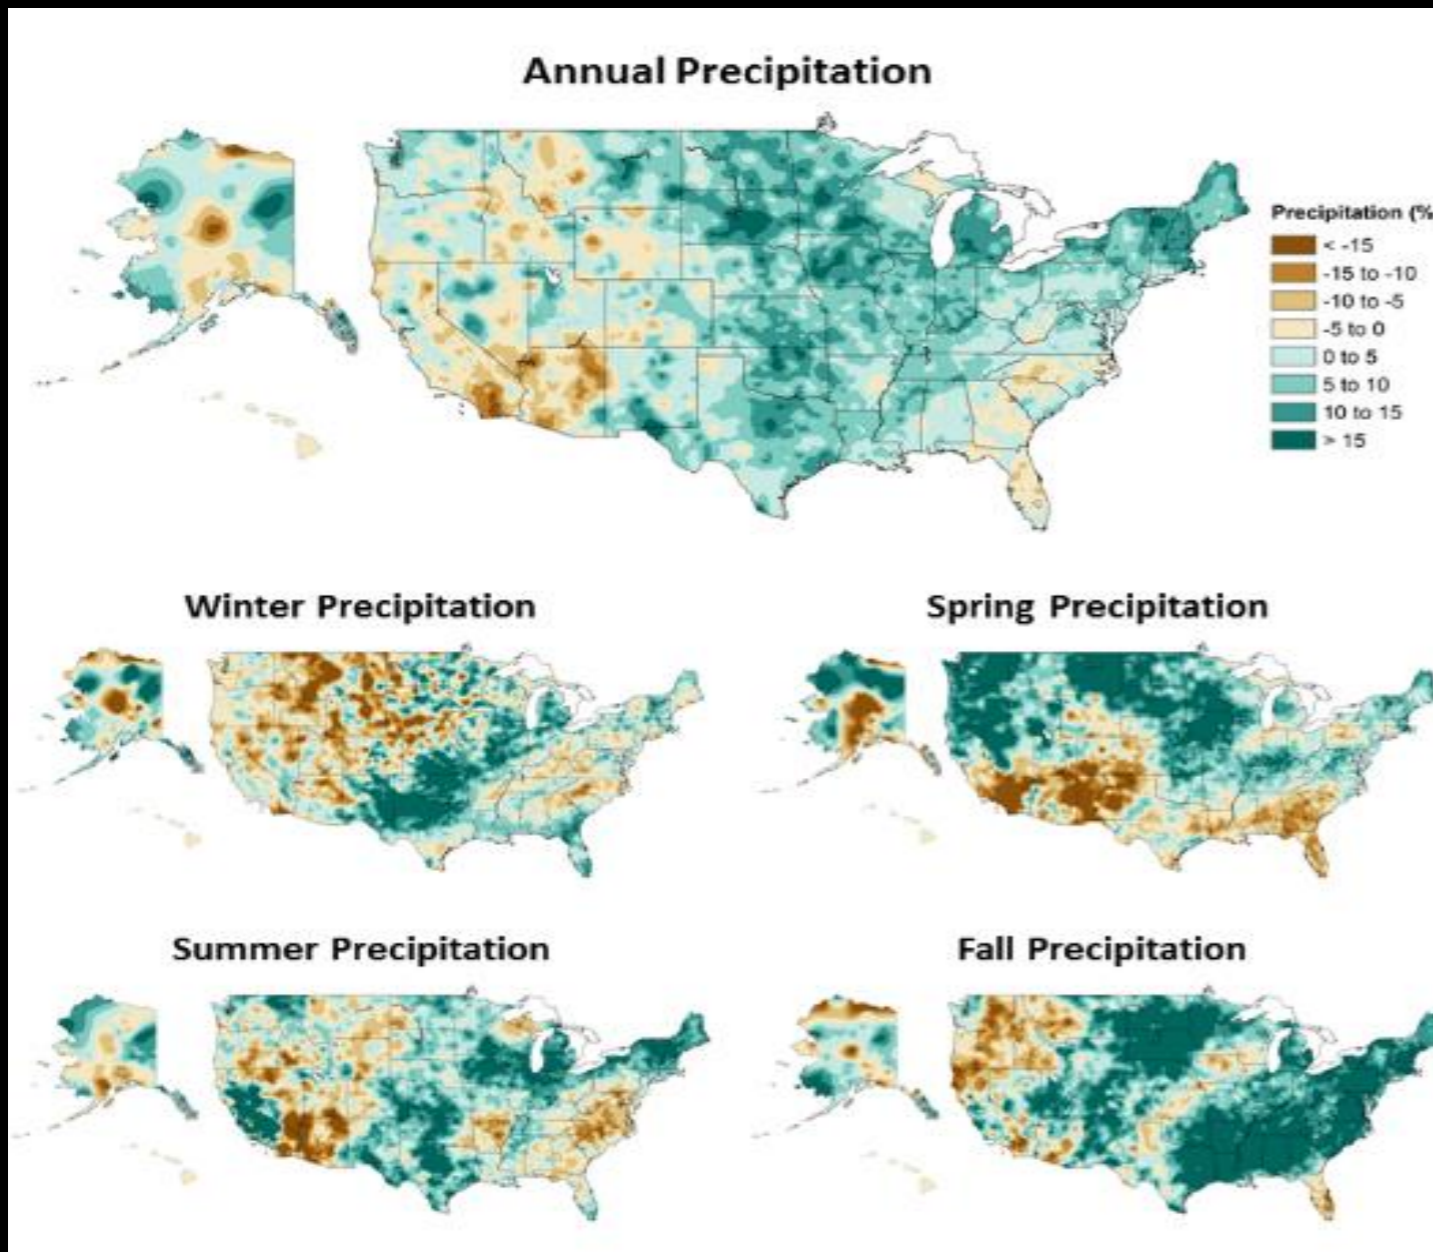 Annual Precipitation
Precipitation (%
< -15
-15 to -10
-10 to -5
-5 to 0
0 to 5
5 to 10
10 to 15
> 15
Winter Precipitation
Spring Precipitation
Summer Precipitation
Fall Precipitation